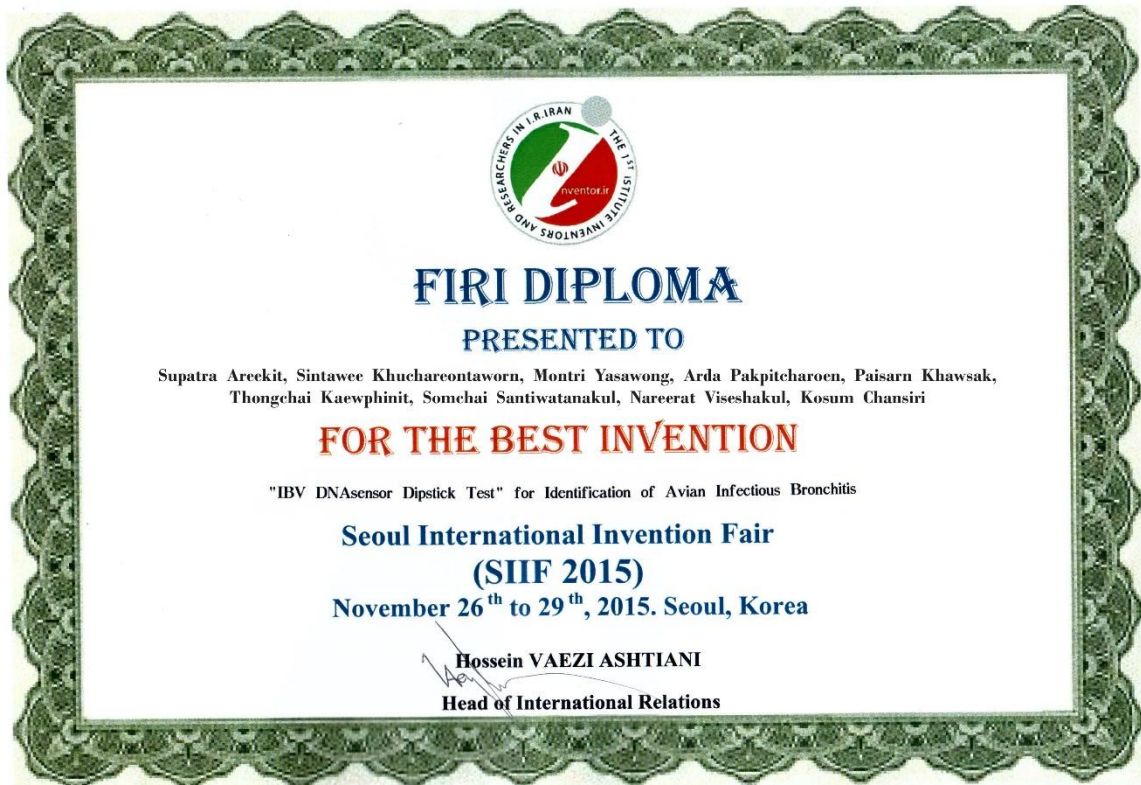 THE 1ST ISTITUTE INVENTORS AND RESEARCHERS IN I.R.IRAN
nventor.ir
FIRI DIPLOMA
PRESENTED TO
Supatra Areekit, Sintawee Khuchareontaworn, Montri Yasawong, Arda Pakpitcharoen, Paisarn Khawsak,
Thongchai Kaewphinit, Somchai Santiwatanakul, Nareerat Viseshakul, Kosum Chansiri
FOR THE BEST INVENTION
"IBV DNAsensor Dipstick Test" for Identification of Avian Infectious Bronchitis
Seoul International Invention Fair
(SIIF 2015)
November 26th to 29th, 2015. Seoul, Korea
Hossein VAEZI ASHTIANI
Head of International Relations